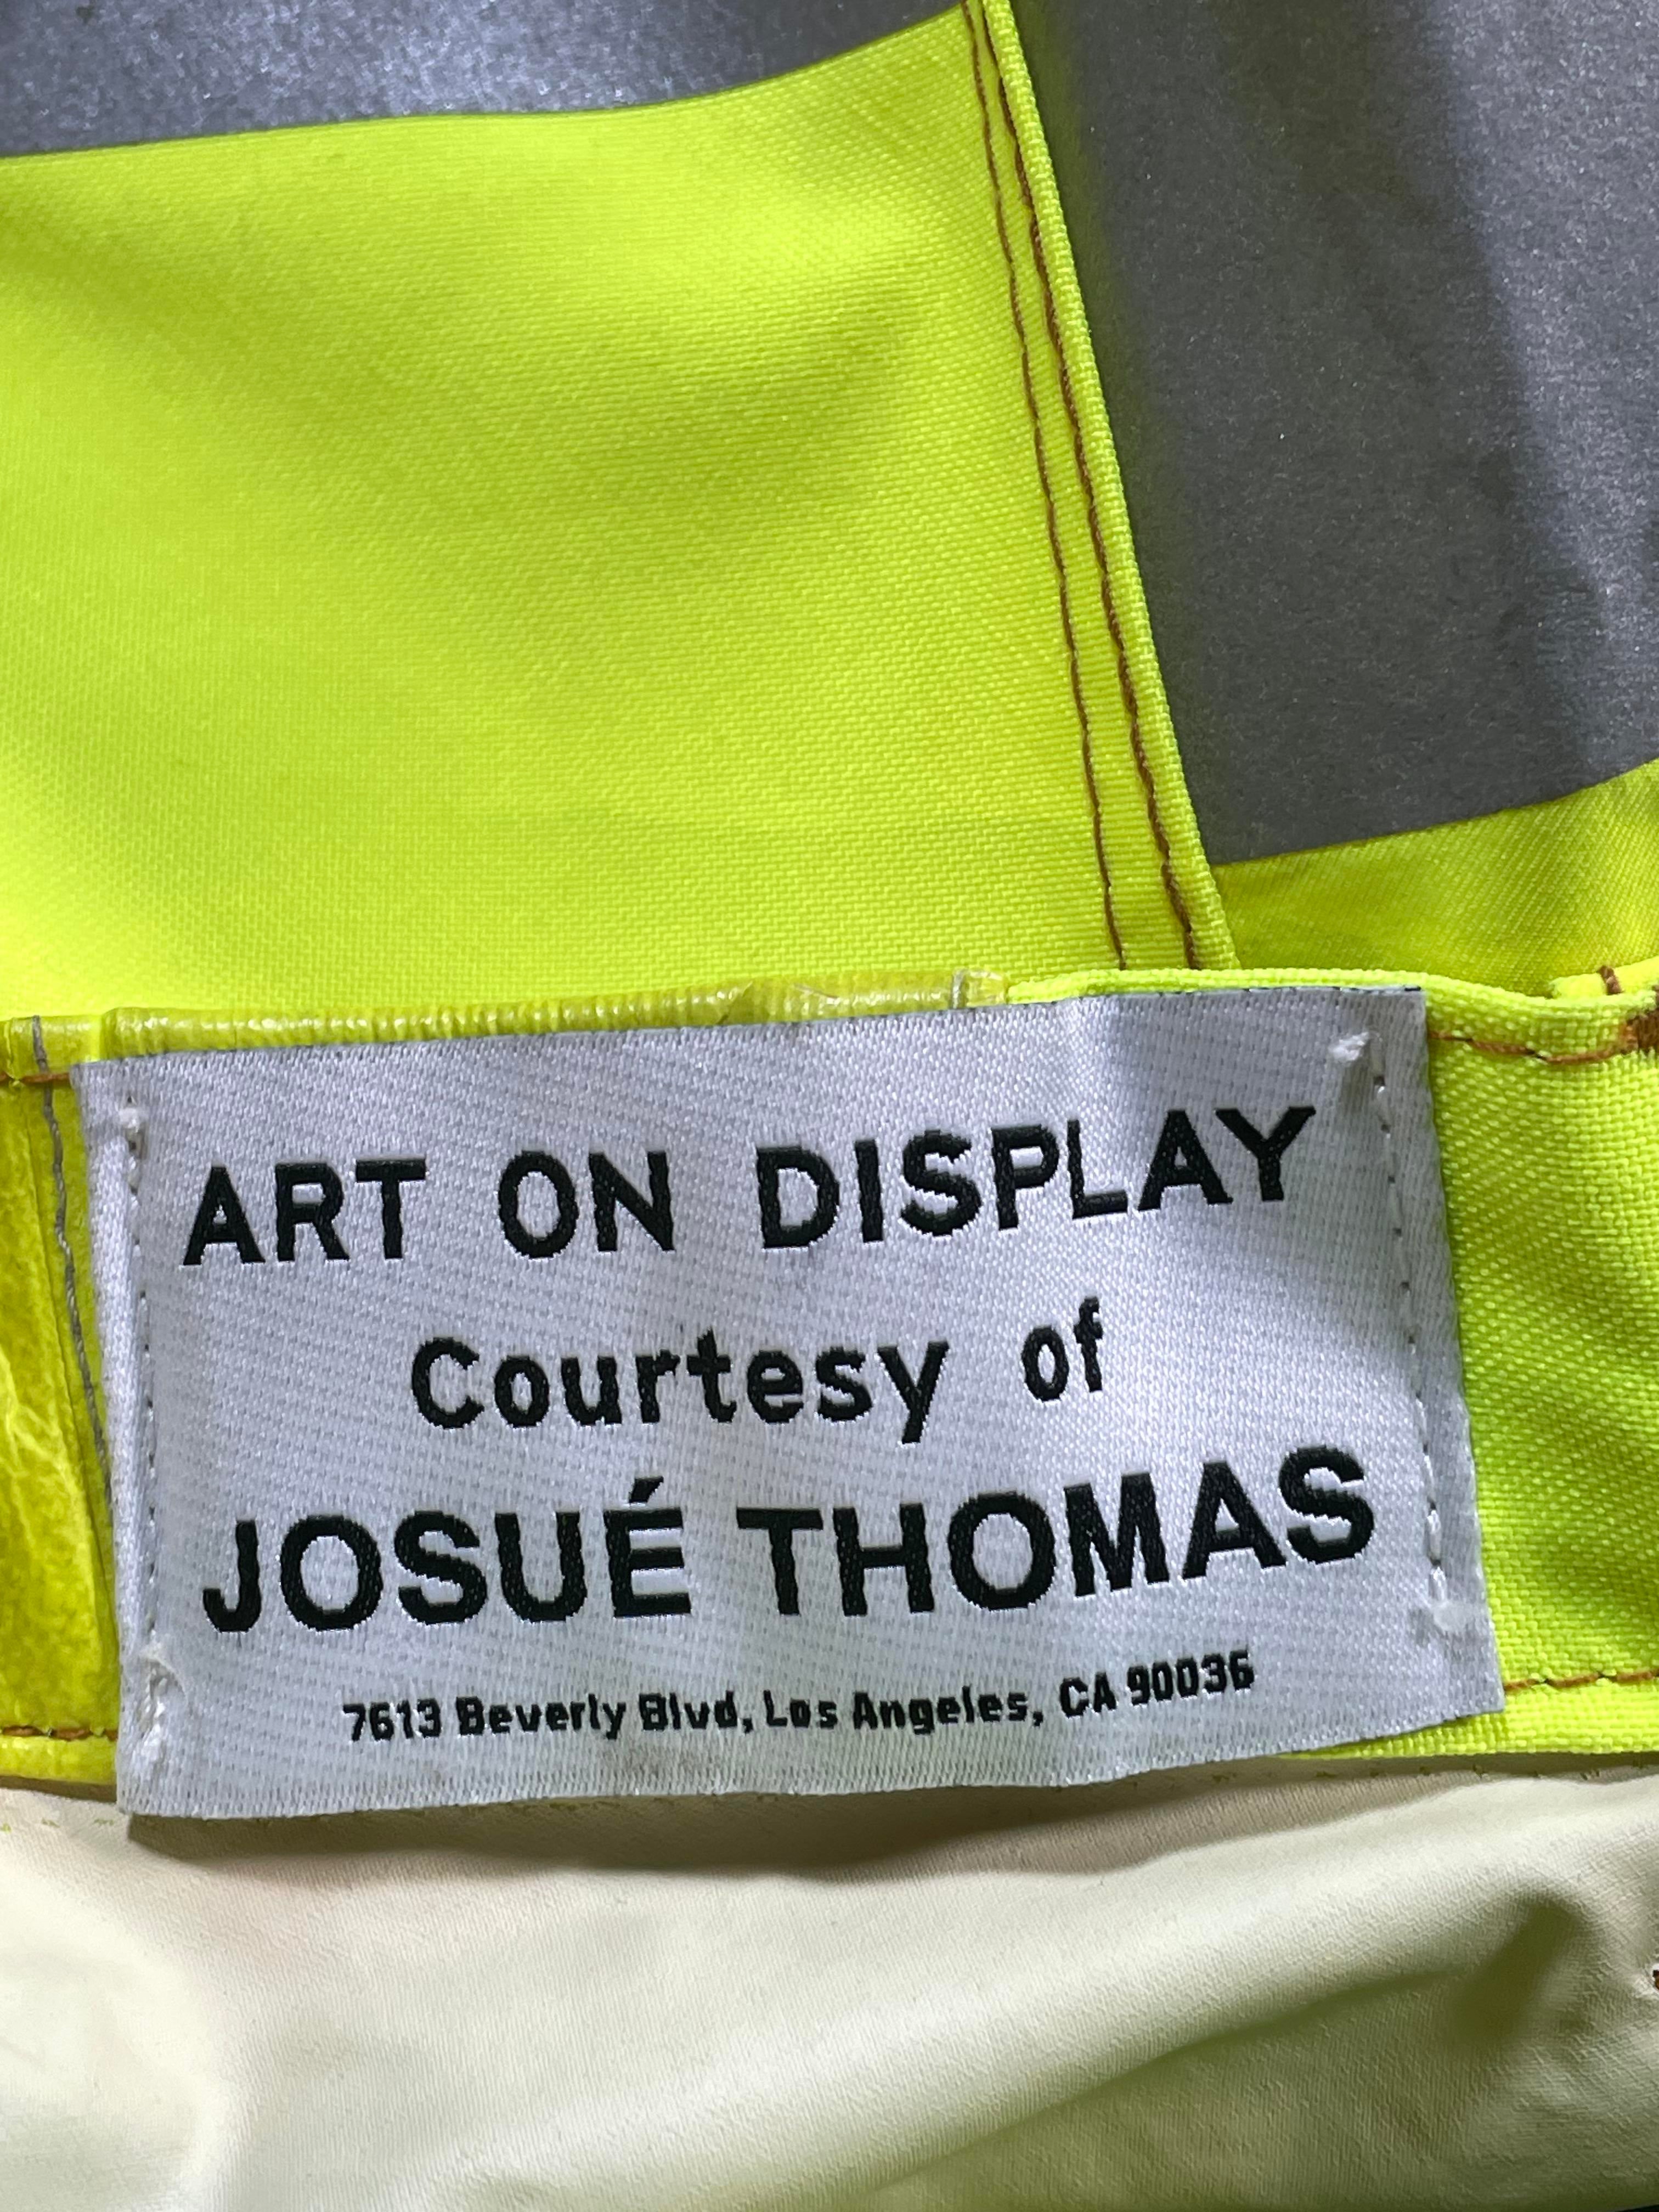 ART ON DISPLAY
Courtesy of
JOSUÉ THOMAS
7613 Beverly Blvd, Los Angeles, CA 90036